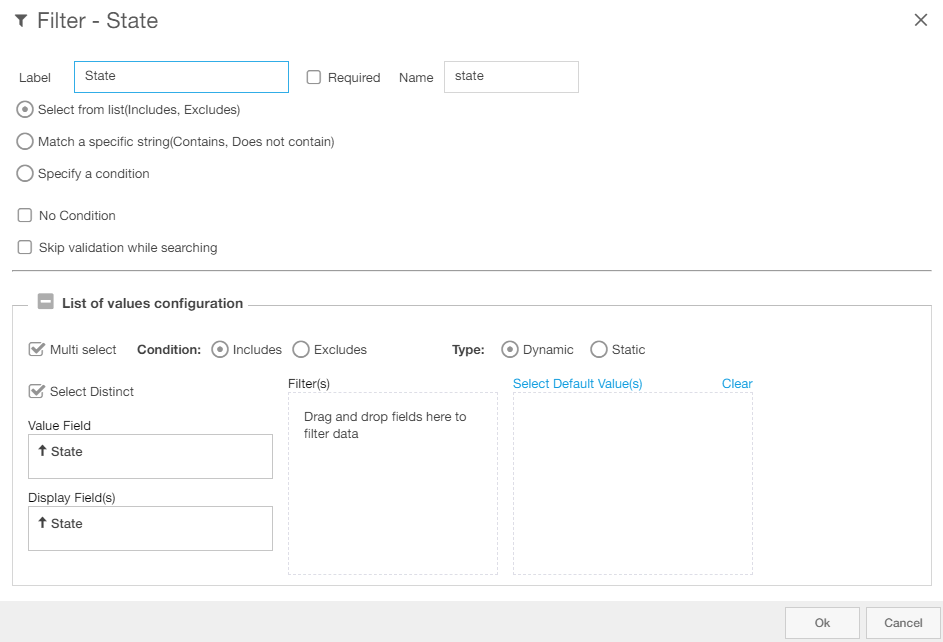 Filter - State
Label State Required Name state
Select from list(Includes, Excludes)
Match a specific string(Contains, Does not contain)
Specify a condition
No Condition
Skip validation while searching
List of values configuration
Multi select Condition: Includes Excludes Type: Dynamic Static
Select Distinct
Value Field
State
Display Field(s)
State
Filter(s)
Drag and drop fields here to
filter data
Select Default Value(s) Clear
Ok Cancel